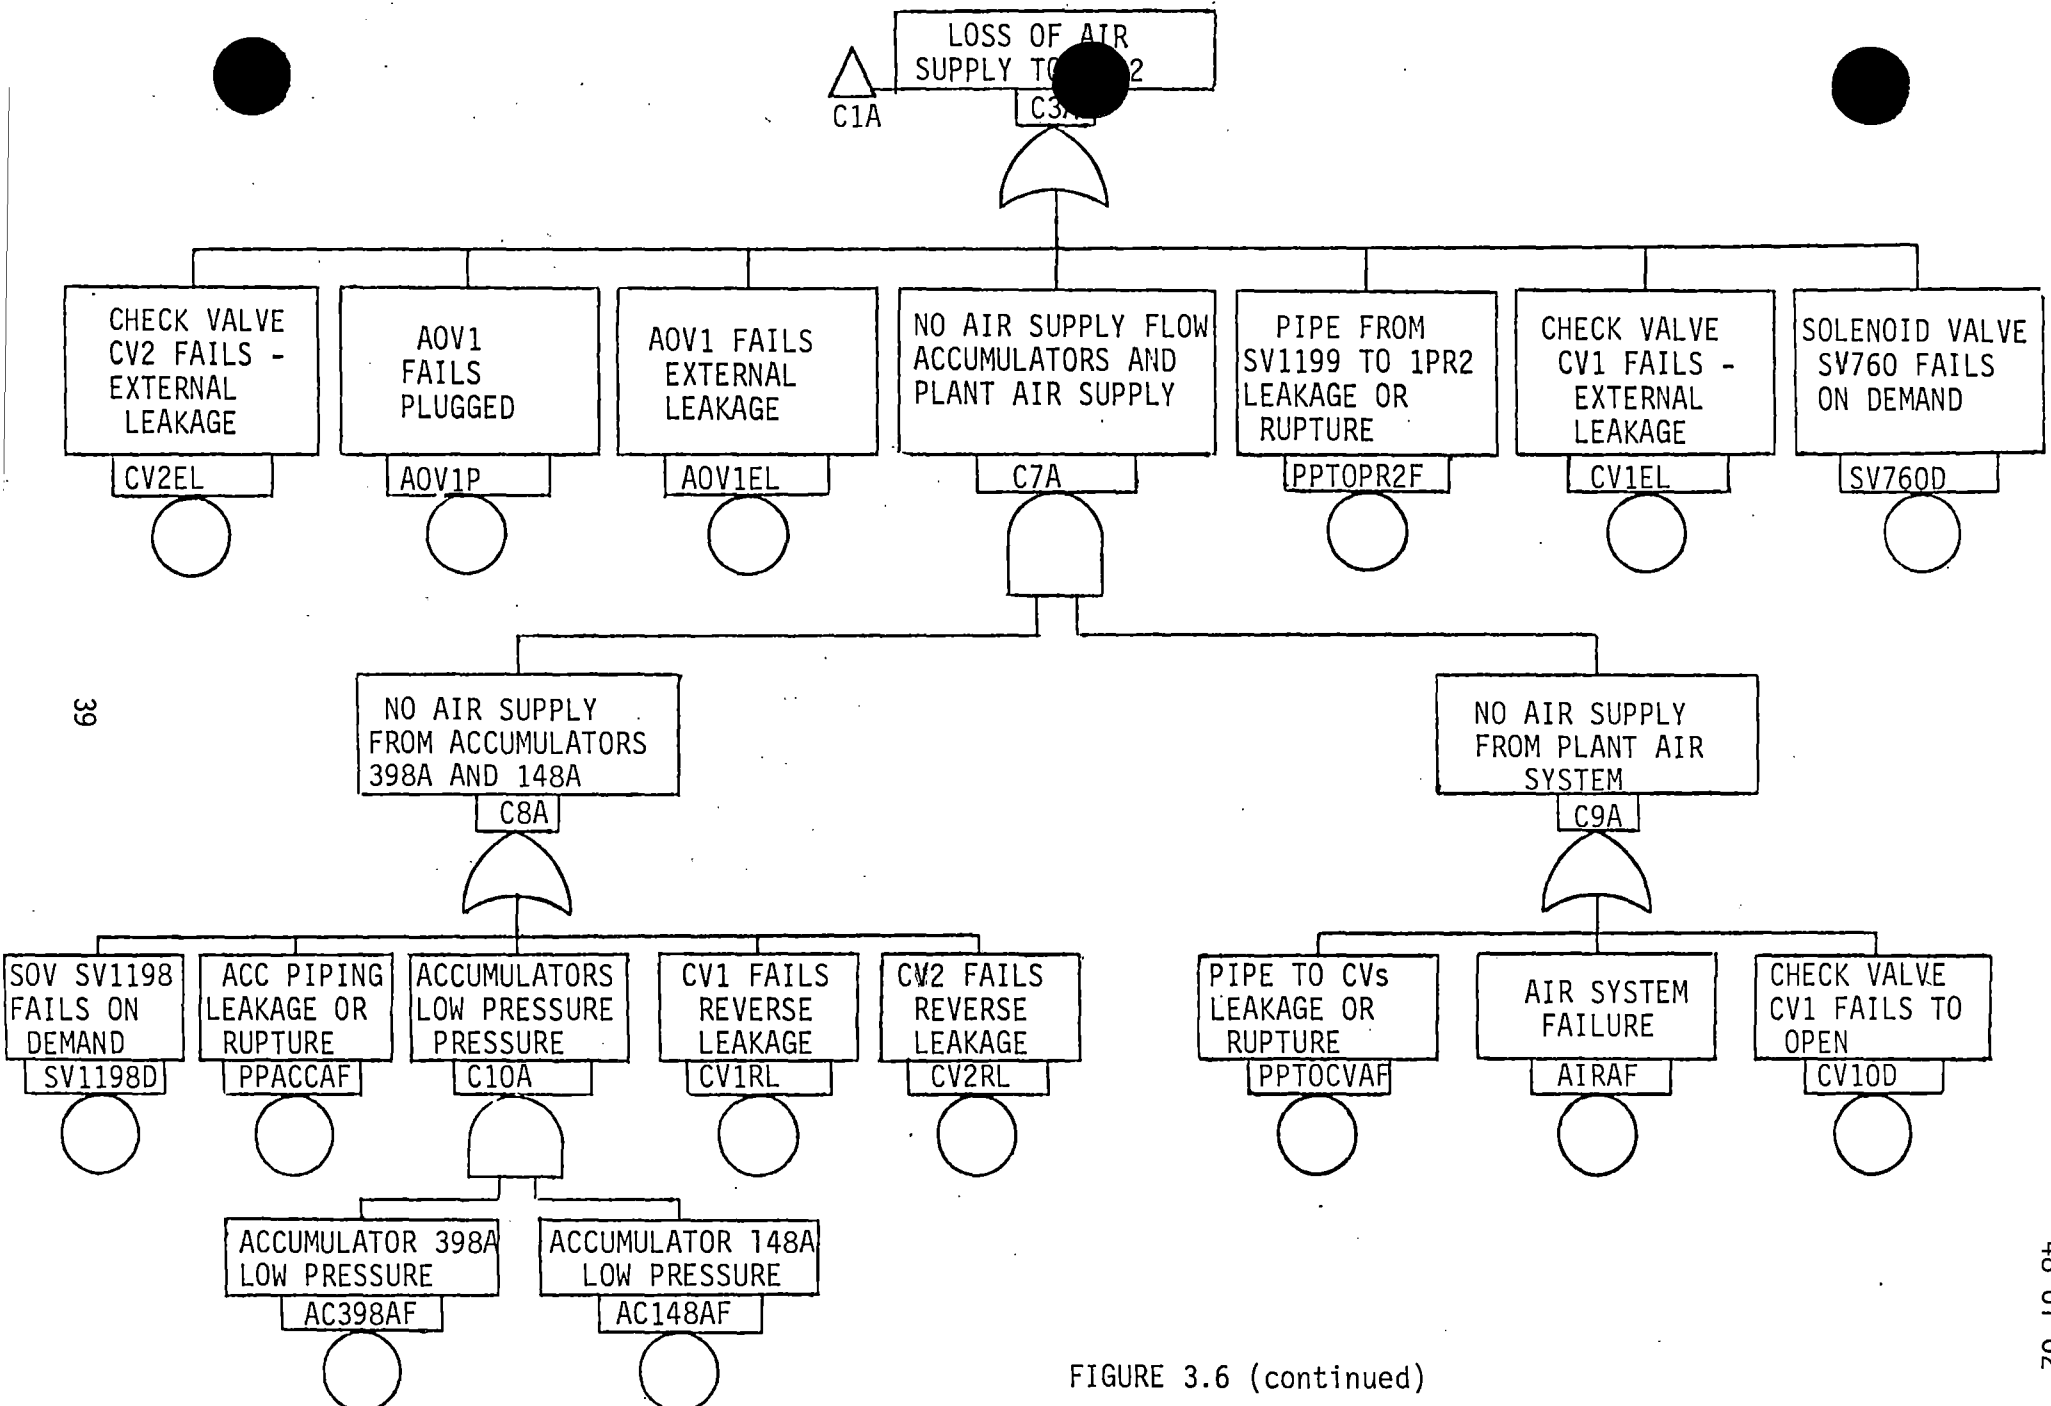 LOSS OF AIR
SUPPLY 2
C1A
CHECK VALVE
CV2 FAILS -
EXTERNAL
LEAKAGE
CV2EL
AOV1
FAILS
PLUGGED
AOV1P
AOV1 FAILS
EXTERNAL
LEAKAGE
AOV1EL
NO AIR SUPPLY FLOW
ACCUMULATORS AND
PLANT AIR SUPPLY
C7A
PIPE FROM
SV1199 TO 1PR2
LEAKAGE OR
RUPTURE
PPTOPR2F
CHECK VALVE
CV1 FAILS -
EXTERNAL
LEAKAGE
CV1EL
SOLENOID VALVE
SV760 FAILS
ON DEMAND
SV760D
NO AIR SUPPLY
FROM ACCUMULATORS
398A AND 148A
C8A
NO AIR SUPPLY
FROM PLANT AIR
SYSTEM
C9A
SOV SV1198
FAILS ON
DEMAND
SV1198D
ACC PIPING
LEAKAGE OR
RUPTURE
PPACCAF
ACCUMULATORS
LOW PRESSURE
PRESSURE
C10A
CV1 FAILS
REVERSE
LEAKAGE
CV1RL
CV2 FAILS
REVERSE
LEAKAGE
CV2RL
PIPE TO CVs
LEAKAGE OR
RUPTURE
PPTOCVAF
AIR SYSTEM
FAILURE
AIRAF
CHECK VALVE
CV1 FAILS TO
OPEN
CV1OD
ACCUMULATOR 398A
LOW PRESSURE
AC398AF
ACCUMULATOR 148A
LOW PRESSURE
AC148AF
39
FIGURE 3.6 (continued)